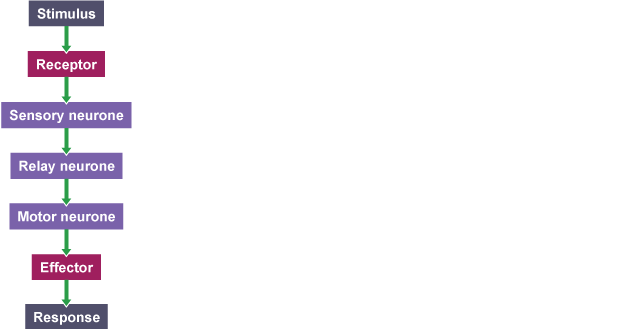 Stimulus
Receptor
Sensory neurone
Relay neurone
Motor neurone
Effector
Response